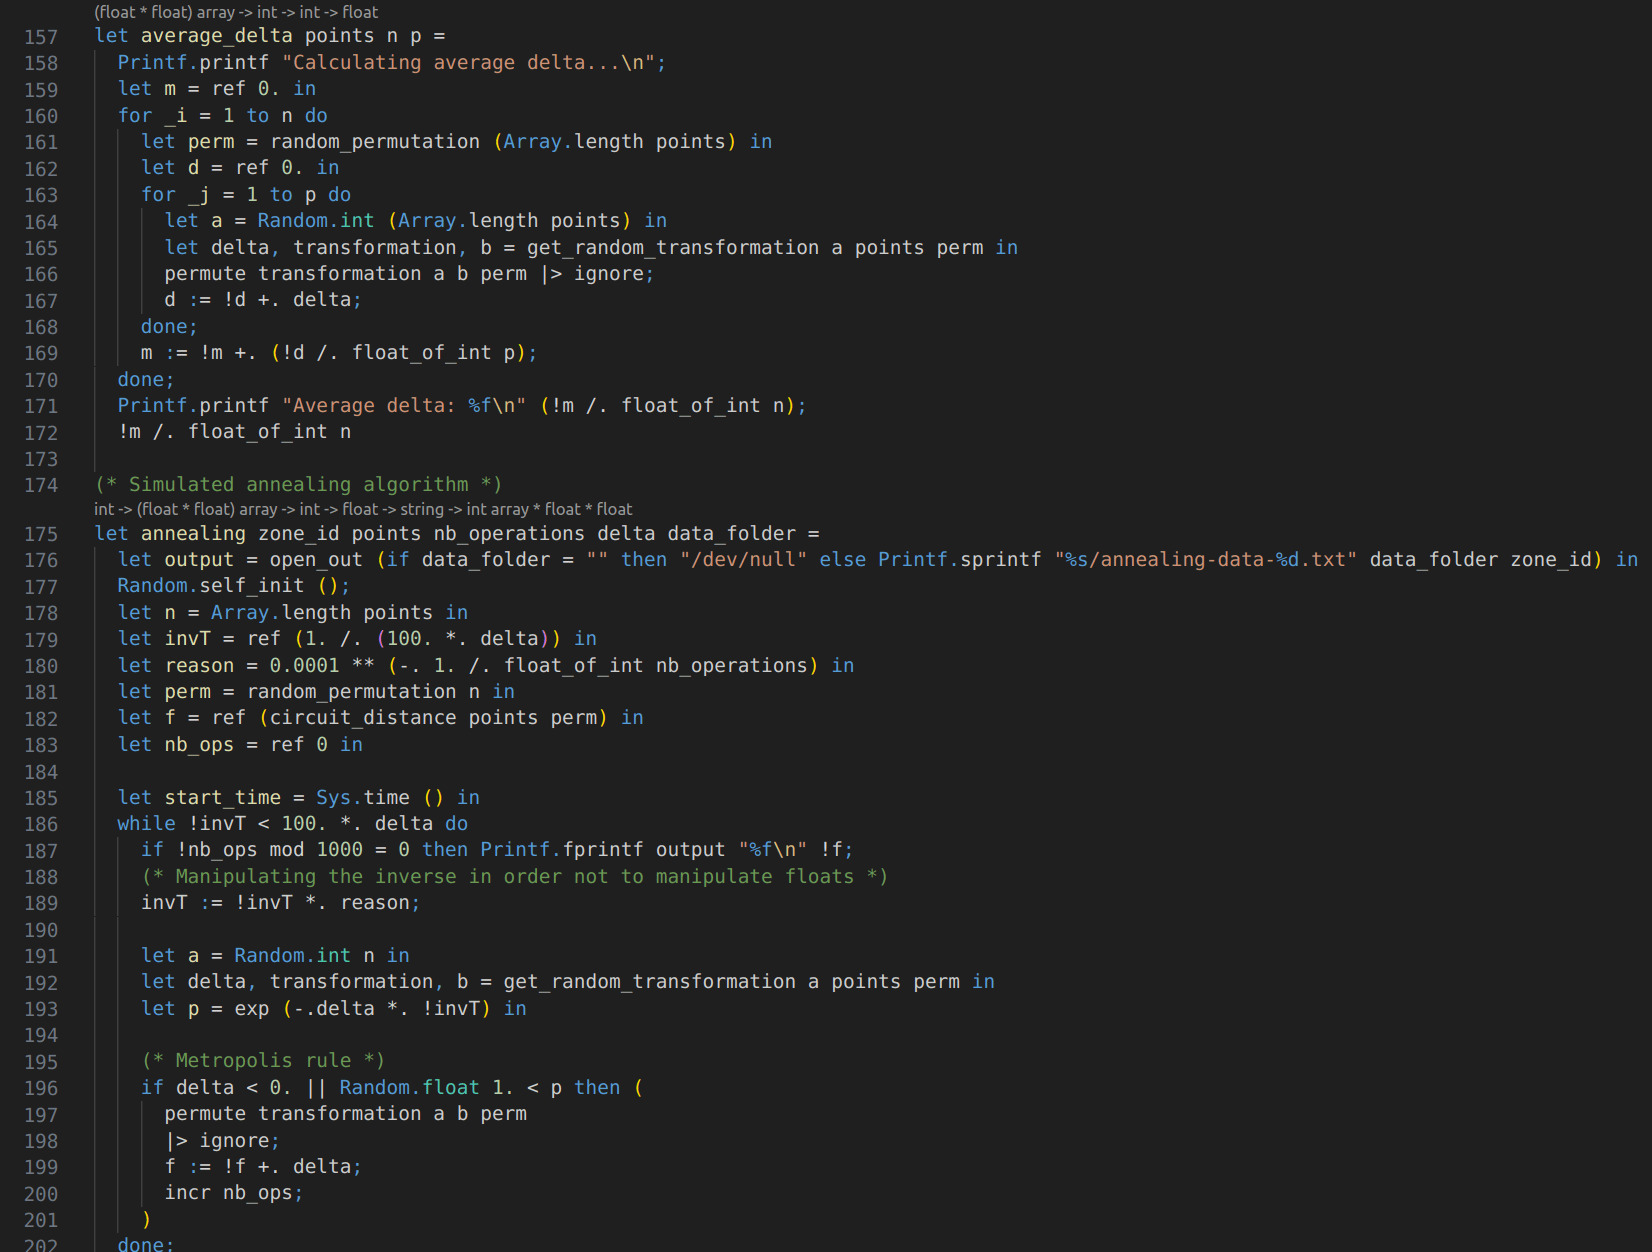 (float * float) array -> int -> int -> float
157 let average_delta points n p =
158 Printf.printf "Calculating average delta...\n";
159 let m = ref 0. in
160 for _i = 1 to n do
161 let perm = random_permutation (Array.length points) in
162 let d = ref 0. in
163 for _j = 1 to p do
164 let a = Random.int (Array.length points) in
165 let delta, transformation, b = get_random_transformation a points perm in
166 permute transformation a b perm |> ignore;
167 d := !d +. delta;
168 done;
169 m := !m +. (!d /. float_of_int p);
170 done;
171 Printf.printf "Average delta: %f\n" (!m /. float_of_int n);
172 !m /. float_of_int n
173
174 (* Simulated annealing algorithm *)
int -> (float * float) array -> int -> float -> string -> int array * float * float
175 let annealing zone_id points nb_operations delta data_folder =
176 let output = open_out (if data_folder = "" then "/dev/null" else Printf.sprintf "%s/annealing-data-%d.txt" data_folder zone_id) in
177 Random.self_init ();
178 let n = Array.length points in
179 let invT = ref (1. /. (100. *. delta)) in
180 let reason = 0.0001 ** (-. 1. /. float_of_int nb_operations) in
181 let perm = random_permutation n in
182 let f = ref (circuit_distance points perm) in
183 let nb_ops = ref 0 in
184
185 let start_time = Sys.time () in
186 while !invT < 100. *. delta do
187 if !nb_ops mod 1000 = 0 then Printf.fprintf output "%f\n" !f;
188 (* Manipulating the inverse in order not to manipulate floats *)
189 invT := !invT *. reason;
190
191 let a = Random.int n in
192 let delta, transformation, b = get_random_transformation a points perm in
193 let p = exp (-.delta *. !invT) in
194
195 (* Metropolis rule *)
196 if delta < 0. || Random.float 1. < p then (
197 permute transformation a b perm
198 |> ignore;
199 f := !f +. delta;
200 incr nb_ops;
201 )
202 done;